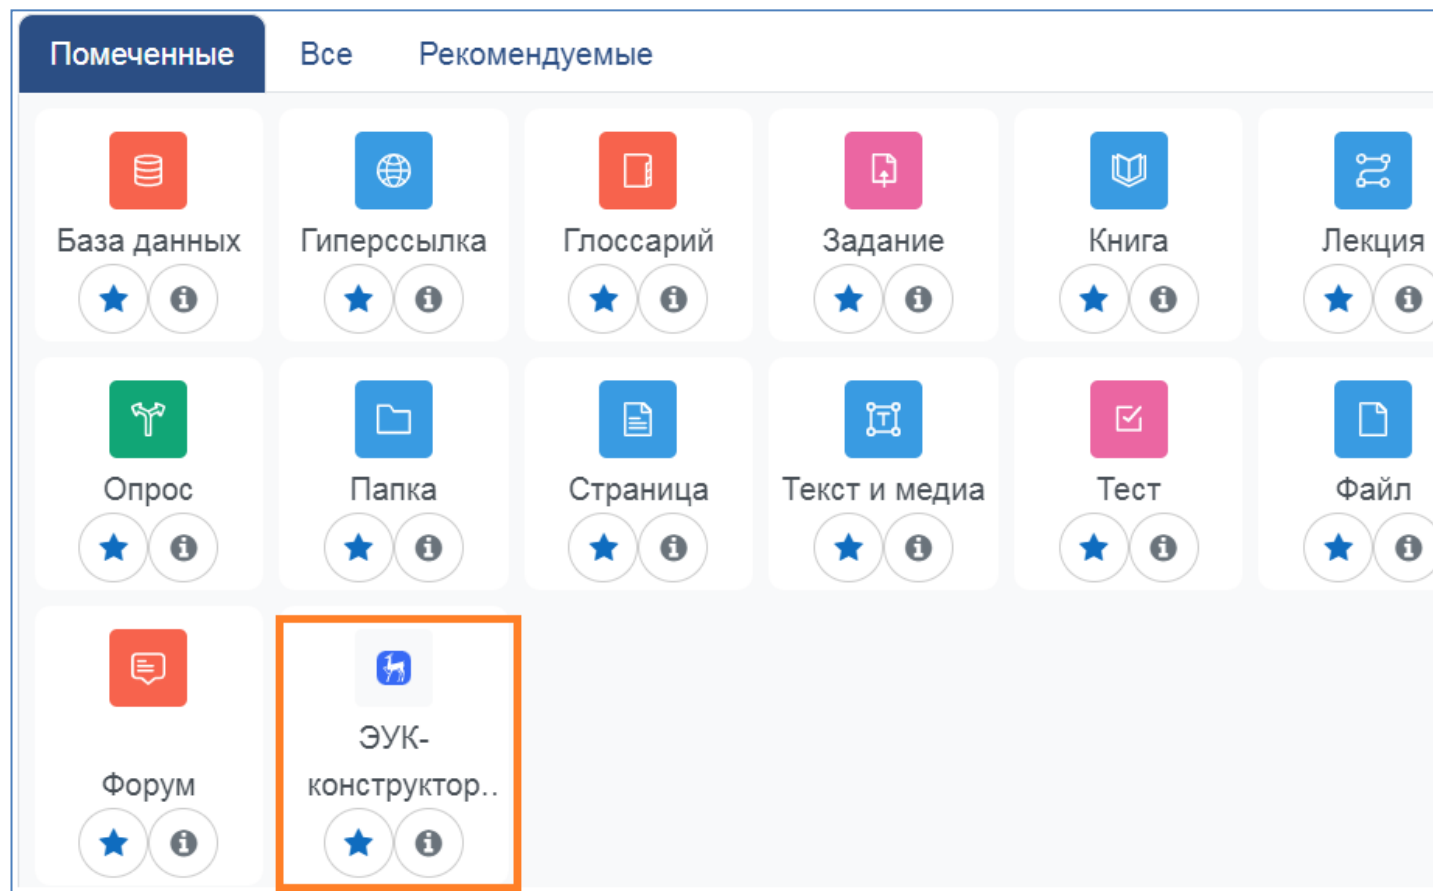 Помеченные Все Рекомендуемые
База данных Гиперссылка Глоссарий Задание Книга Лекция
Опрос Папка Страница Текст и медиа Тест Файл
Форум
ЭУК-
конструктор..